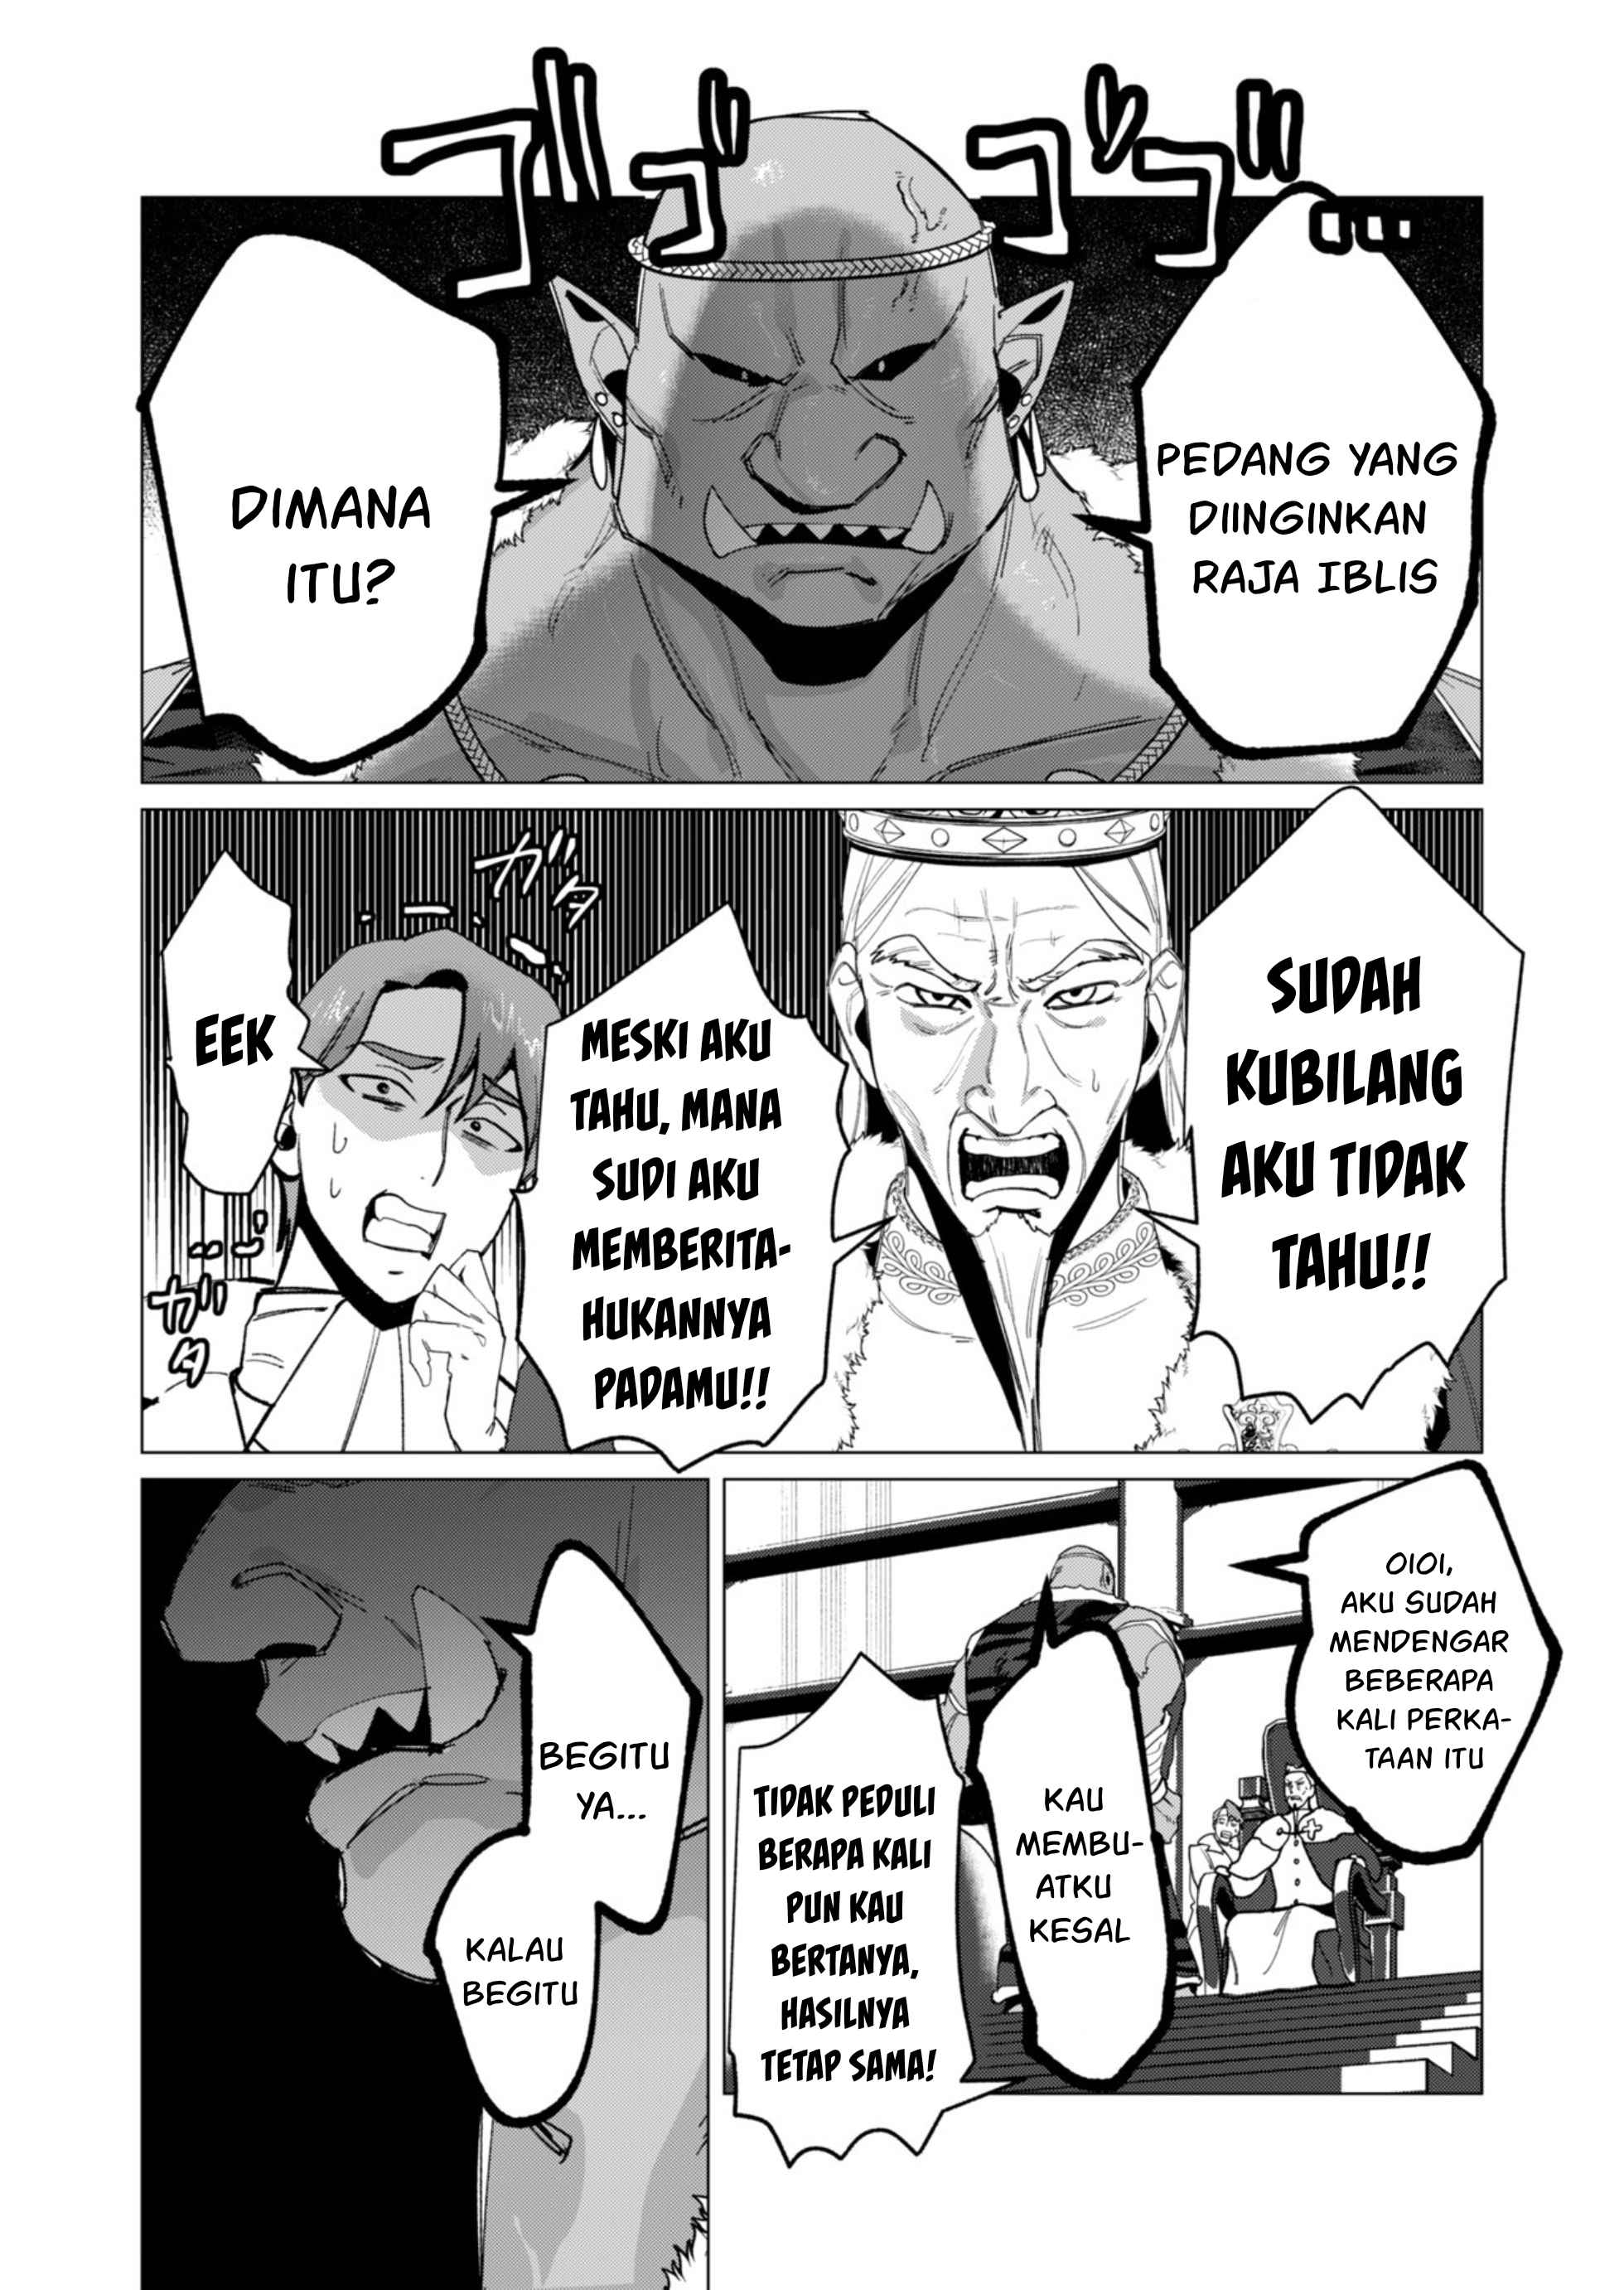 ゴゴゴゴ...
PEDANG YANG
DIINGINKAN
RAJA IBLIS
DIMANA
ITU?
SUDAH
KUBILANG
AKU TIDAK
TAHU!!
MESKI AKU
TAHU, MANA
SUDI AKU
MEMBERITA-
HUKANNYA
PADAMU!!
EEK
ガタ
ガタ
OIOI,
AKU SUDAH
MENDENGAR
BEBERAPA
KALI PERKA-
TAAN ITU
KAU
MEMBU-
ATKU
KESAL
TIDAK PEDULI
BERAPA KALI
PUN KAU
BERTANYA,
HASILNYA
TETAP SAMA!
BEGITU
YA...
KALAU
BEGITU